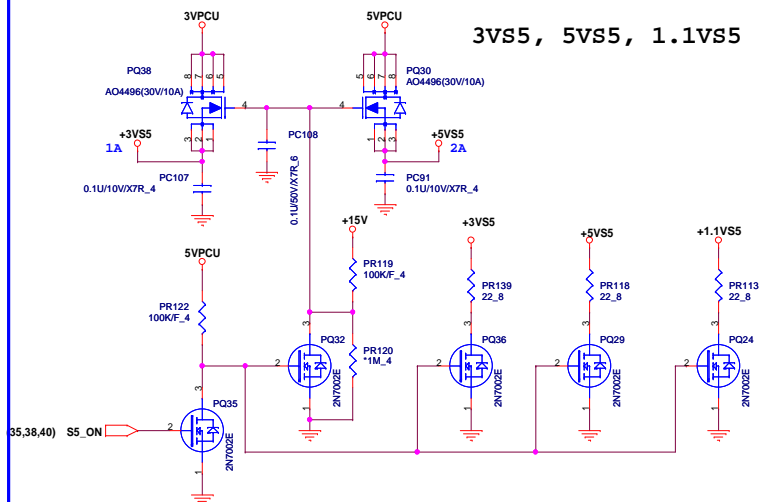 3VPCU
5VPCU
3VS5, 5VS5, 1.1VS5
PQ38
AO4496(30V/10A)
8
7
6
5
4
3
2
1
PQ30
AO4496(30V/10A)
5
6
7
8
4
3
2
1
+3VS5
1A
+5VS5
2A
PC108
0.1U/50V/X7R_6
PC107
0.1U/10V/X7R_4
PC91
0.1U/10V/X7R_4
+15V
+3VS5
+5VS5
+1.1VS5
5VPCU
PR119
100K/F_4
PR139
22_8
PR118
22_8
PR113
22_8
PR122
100K/F_4
PQ32
3
2
1
2N7002E
PR120
*1M_4
PQ36
3
2
1
2N7002E
PQ29
3
2
1
2N7002E
PQ24
3
2
1
2N7002E
PQ35
3
2
1
2N7002E
35,38,40) S5_ON